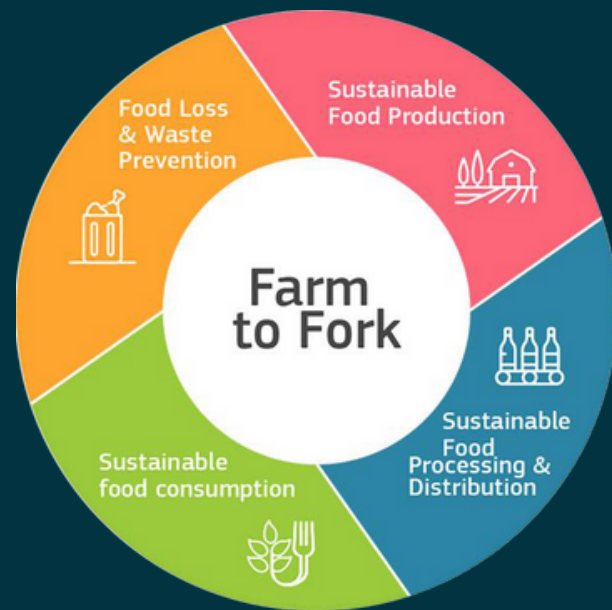 Food Loss
& Waste
Prevention
Sustainable
Food Production
Farm
to Fork
Sustainable
Food
Processing &
Distribution
Sustainable
food consumption